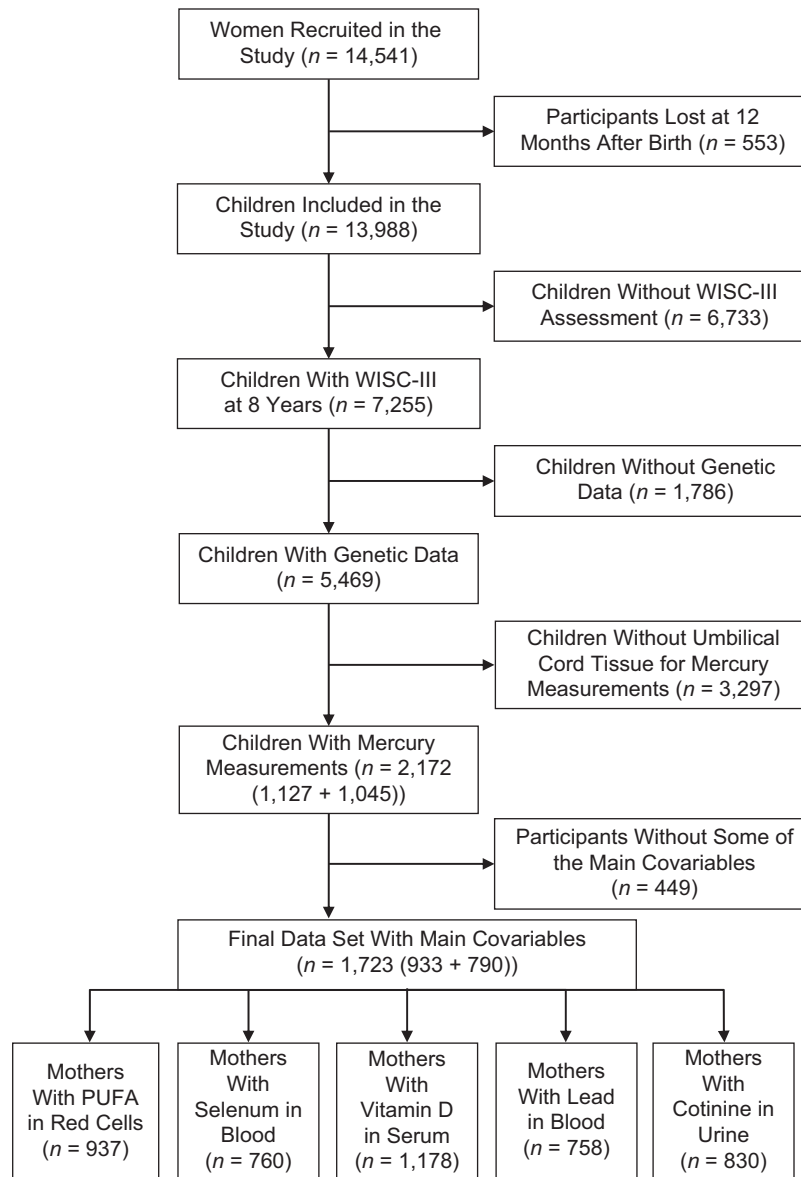 Women Recruited in the
Study (n = 14,541)
Participants Lost at 12
Months After Birth (n = 553)
Children Included in the
Study (n = 13,988)
Children Without WISC-III
Assessment (n = 6,733)
Children With WISC-III
at 8 Years (n = 7,255)
Children Without Genetic
Data (n = 1,786)
Children With Genetic Data
(n = 5,469)
Children Without Umbilical
Cord Tissue for Mercury
Measurements (n = 3,297)
Children With Mercury
Measurements (n = 2,172
(1,127 + 1,045))
Participants Without Some of
the Main Covariables
(n = 449)
Final Data Set With Main Covariables
(n = 1,723 (933 + 790))
Mothers
With PUFA
in Red Cells
(n = 937)
Mothers
With
Selenum in
Blood
(n = 760)
Mothers
With
Vitamin D
in Serum
(n = 1,178)
Mothers
With Lead
in Blood
(n = 758)
Mothers
With
Cotinine in
Urine
(n = 830)